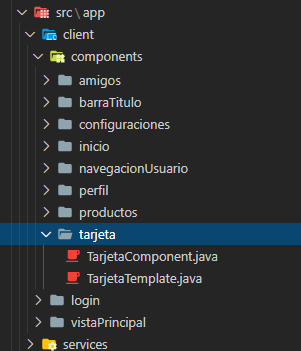 src \ app
client
components
amigos
barraTitulo
configuraciones
inicio
navegacionUsuario
perfil
productos
tarjeta
TarjetaComponent.java
TarjetaTemplate.java
login
vistaPrincipal
services